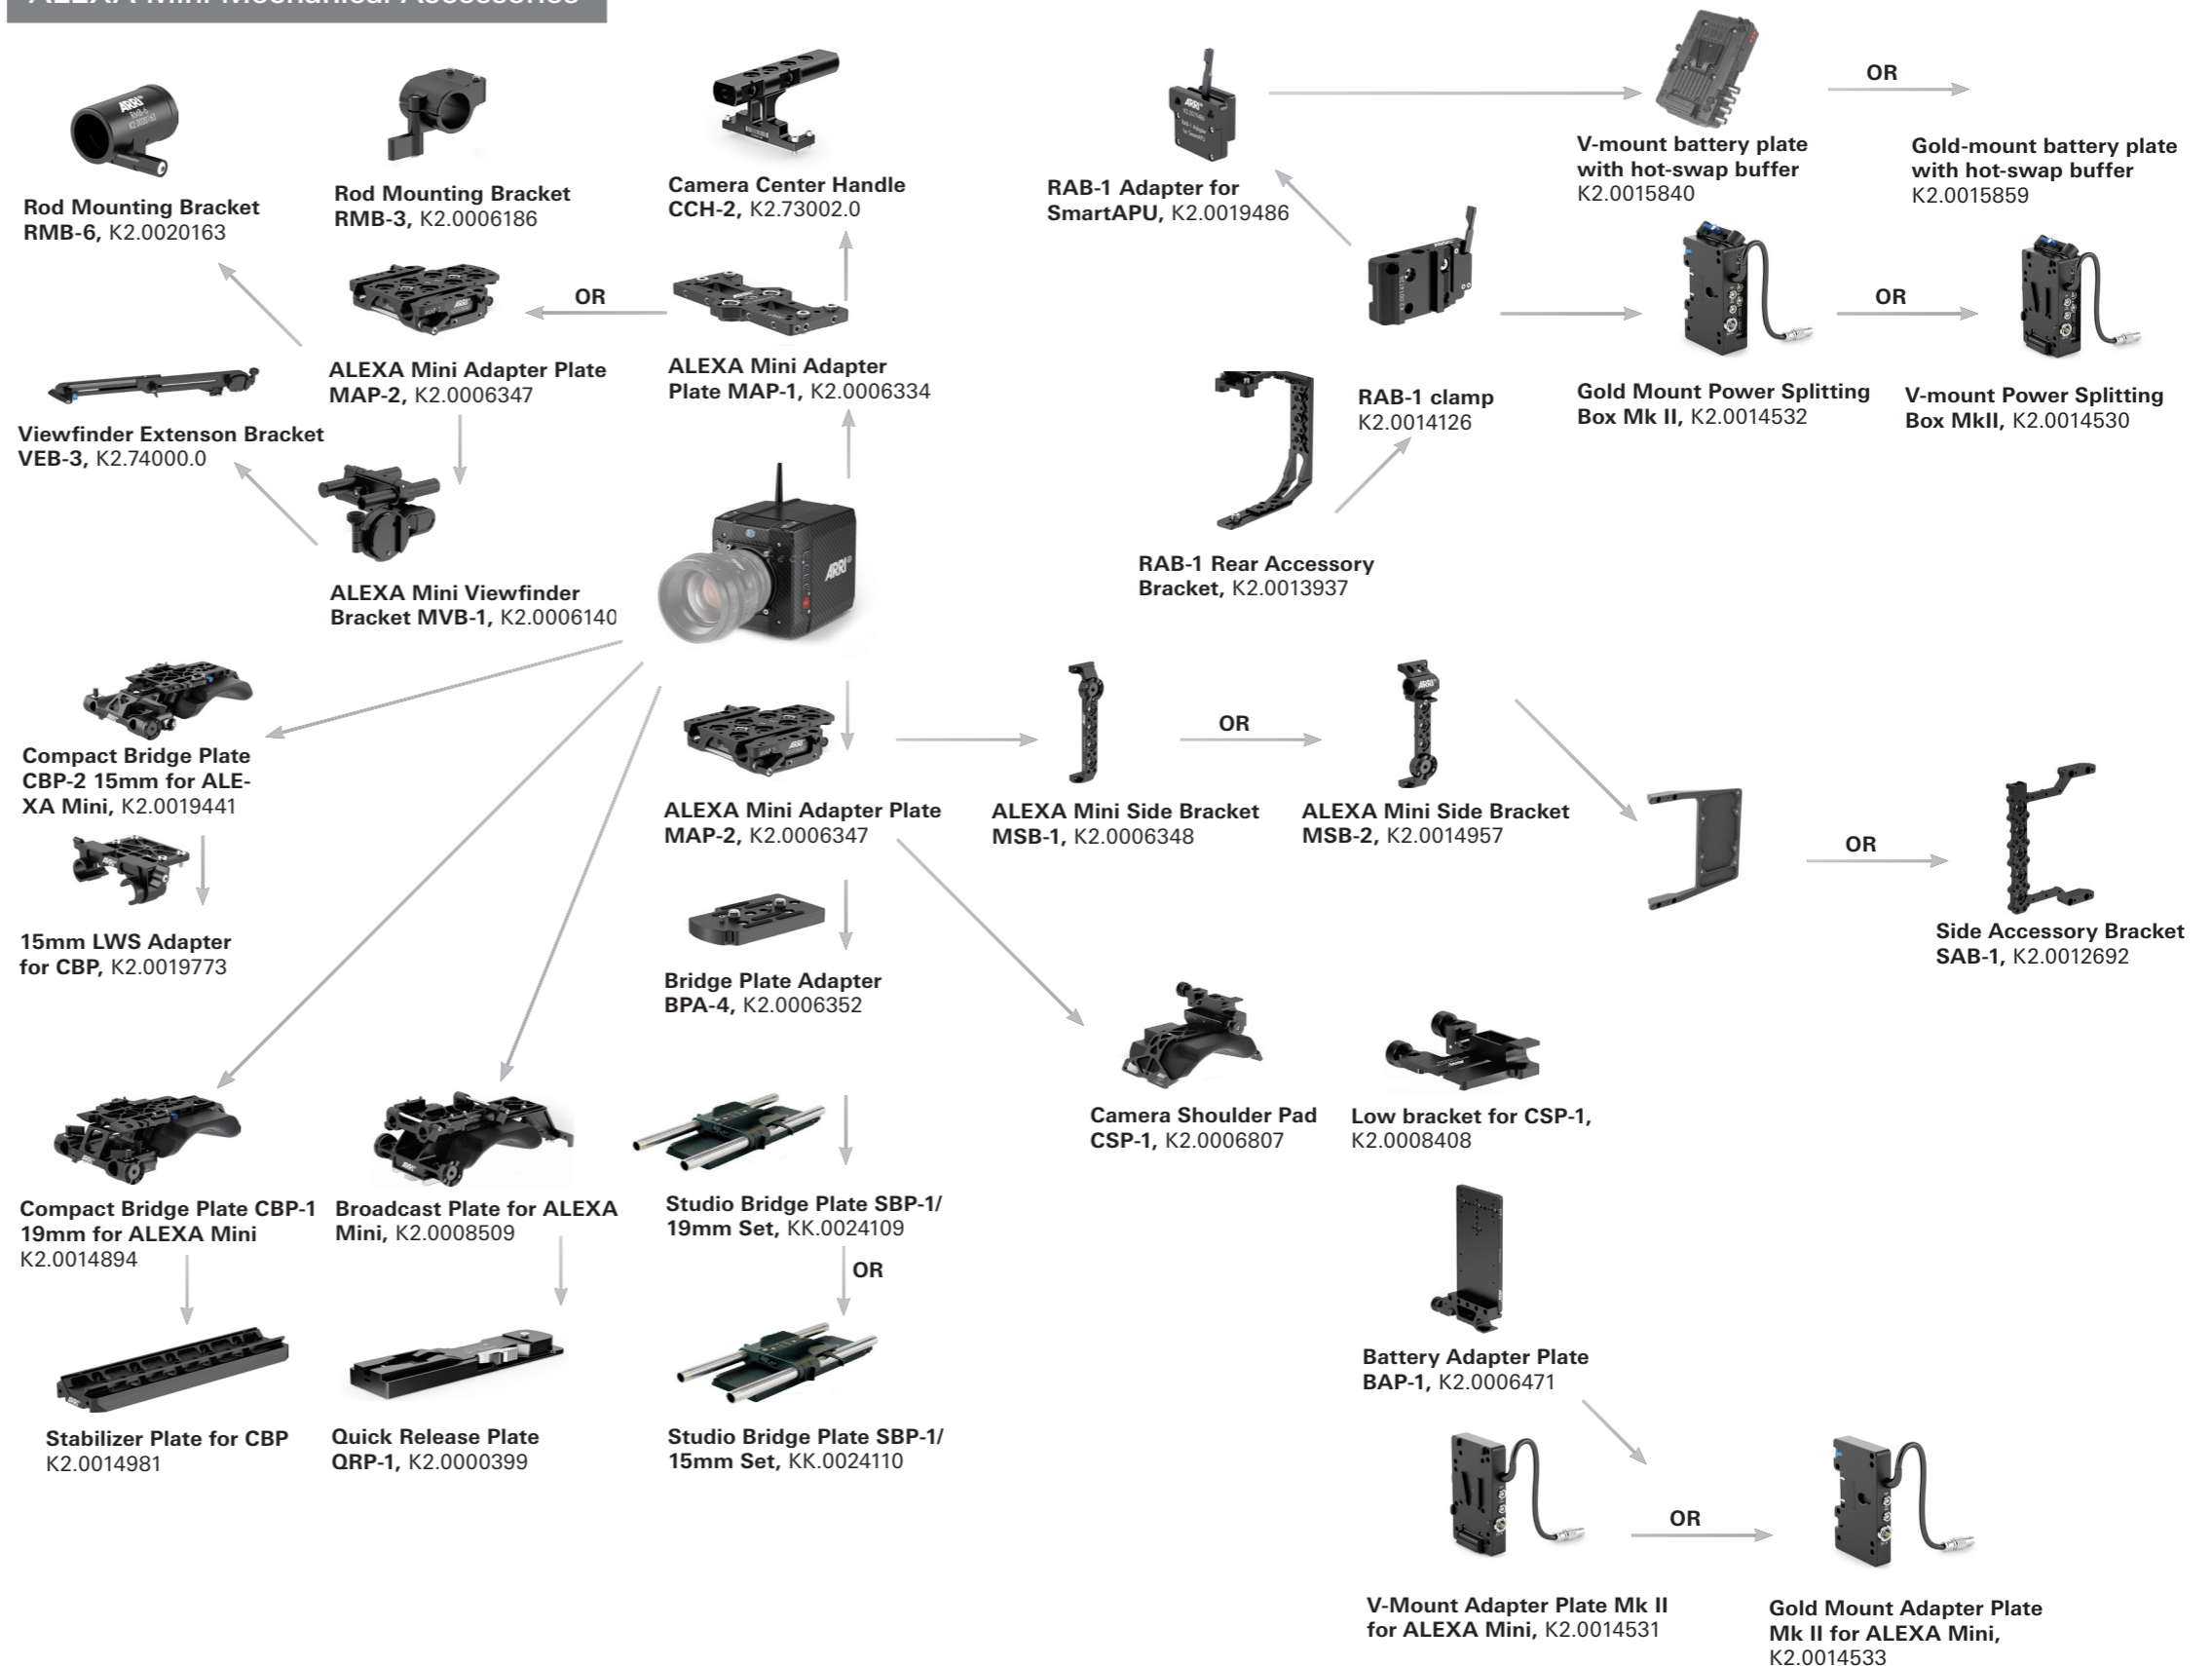 ALEXA Mini Mechanical Accessories
OR
V-mount battery plate
with hot-swap buffer
K2.0015840
Gold-mount battery plate
with hot-swap buffer
K2.0015859
Rod Mounting Bracket
RMB-6, K2.0020163
Rod Mounting Bracket
RMB-3, K2.0006186
Camera Center Handle
CCH-2, K2.73002.0
RAB-1 Adapter for
SmartAPU, K2.0019486
OR
OR
ALEXA Mini Adapter Plate
MAP-2, K2.0006347
ALEXA Mini Adapter
Plate MAP-1, K2.0006334
RAB-1 clamp
K2.0014126
Gold Mount Power Splitting
Box Mk II, K2.0014532
V-mount Power Splitting
Box MkII, K2.0014530
Viewfinder Extenson Bracket
VEB-3, K2.74000.0
ALEXA Mini Viewfinder
Bracket MVB-1, K2.0006140
ARRI
RAB-1 Rear Accessory
Bracket, K2.0013937
Compact Bridge Plate
CBP-2 15mm for ALE-
XA Mini, K2.0019441
OR
ALEXA Mini Adapter Plate
MAP-2, K2.0006347
ALEXA Mini Side Bracket
MSB-1, K2.0006348
ALEXA Mini Side Bracket
MSB-2, K2.0014957
OR
15mm LWS Adapter
for CBP, K2.0019773
Bridge Plate Adapter
BPA-4, K2.0006352
Side Accessory Bracket
SAB-1, K2.0012692
Camera Shoulder Pad
CSP-1, K2.0006807
Low bracket for CSP-1,
K2.0008408
Compact Bridge Plate CBP-1
19mm for ALEXA Mini
K2.0014894
Broadcast Plate for ALEXA
Mini, K2.0008509
Studio Bridge Plate SBP-1/
19mm Set, KK.0024109
OR
Battery Adapter Plate
BAP-1, K2.0006471
Stabilizer Plate for CBP
K2.0014981
Quick Release Plate
QRP-1, K2.0000399
Studio Bridge Plate SBP-1/
15mm Set, KK.0024110
OR
V-Mount Adapter Plate Mk II
for ALEXA Mini, K2.0014531
Gold Mount Adapter Plate
Mk II for ALEXA Mini,
K2.0014533